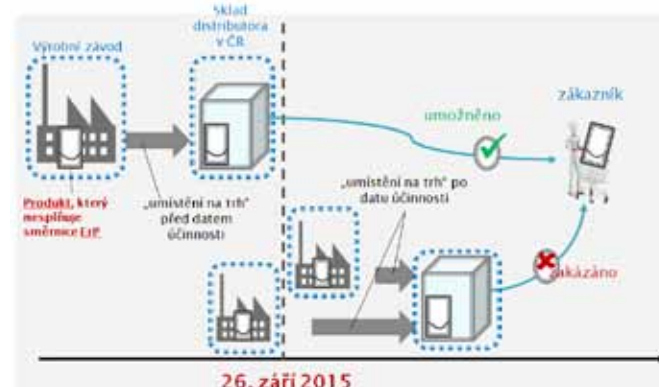 Výrobní závod
Sklad
distributora
v ČR
umožněno
zákazník
Produkt, který
nesplňuje
směrnice ErP
„umístění na trh“
před datem
účinnosti
„umístění na trh“ po
datu účinnosti
zakázáno
26. září 2015